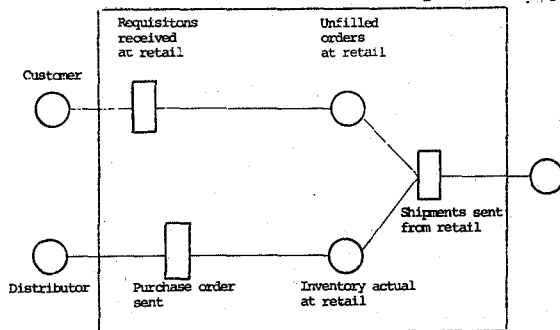 Requisitons
received
at retail
Unfilled
orders
at retail
Customer
Shipments sent
from retail
Distributor
Purchase order
sent
Inventory actual
at retail